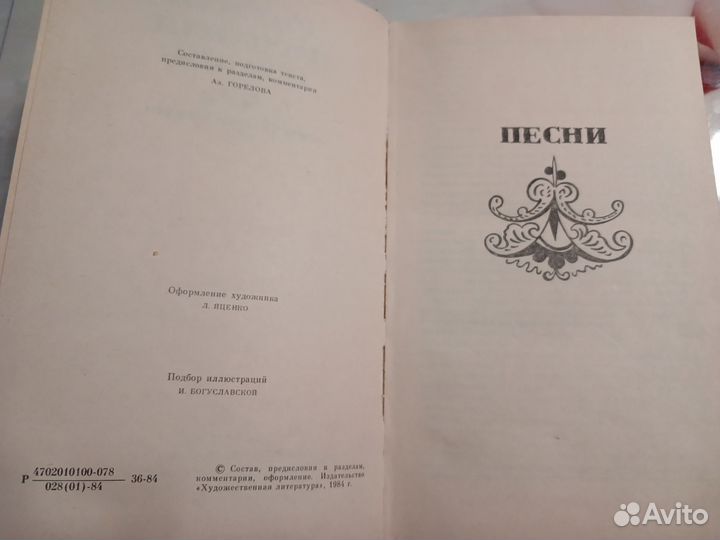 Составление, подготовка текста,
предисловия к разделам, комментарии
Ал. ГОРЕЛОВА
Оформление художника
Л. ЯЦЕНКО
Подбор иллюстраций
И. БОГУСЛАВСКОЙ
Р 4702010100-078 36-84
028(01)-84
© Состав, предисловия к разделам,
комментарии, оформление. Издательство
«Художественная литература», 1984 г.
ПЕСНИ
Avito